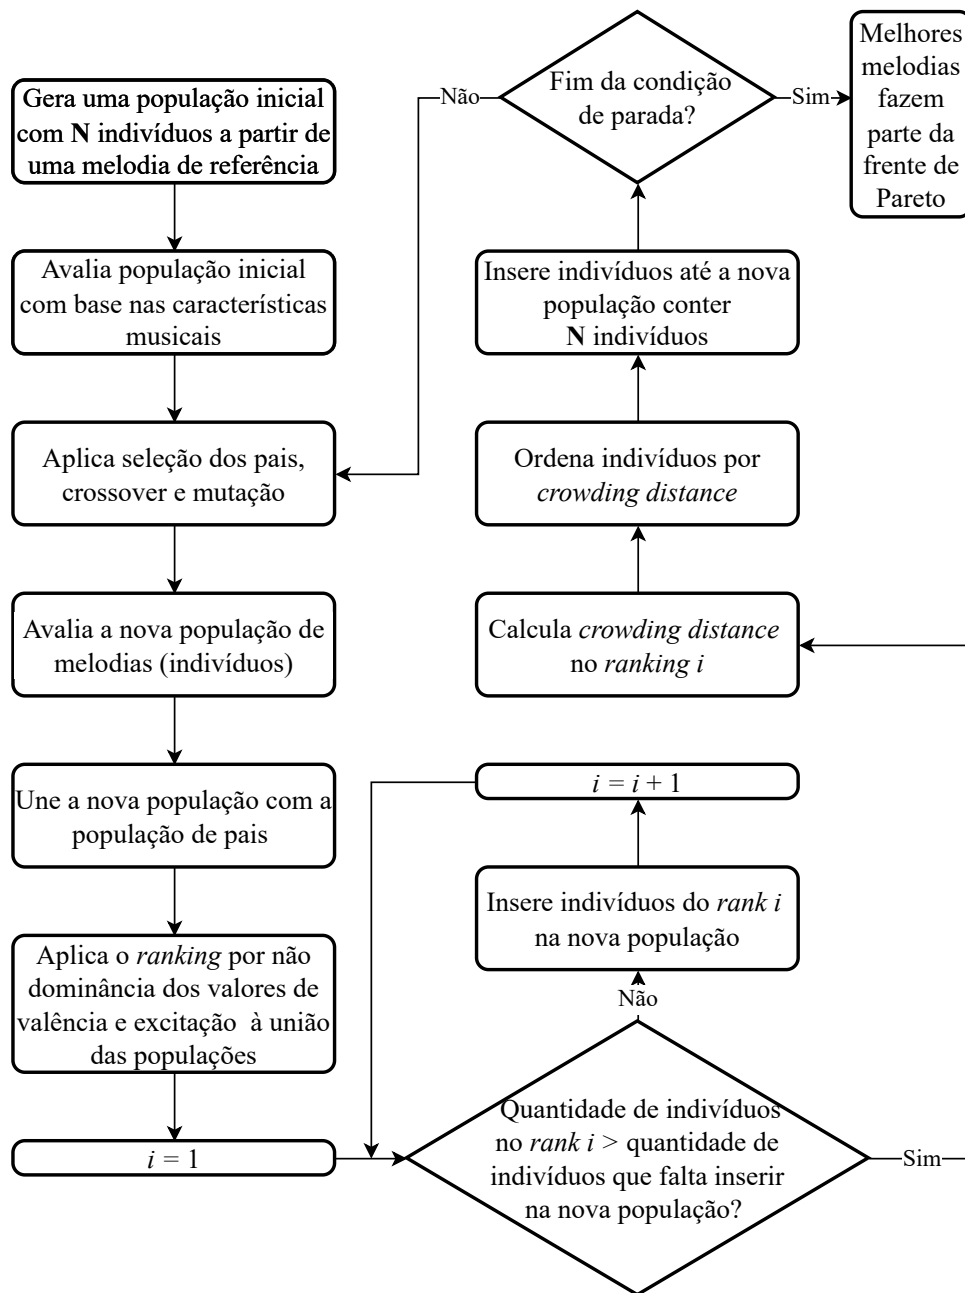 Gera uma população inicial
com N indivíduos a partir de
uma melodia de referência
Avalia população inicial
com base nas características
musicais
Aplica seleção dos pais,
crossover e mutação
Avalia a nova população de
melodias (indivíduos)
Une a nova população com a
população de pais
Aplica o ranking por não
dominância dos valores de
valência e excitação à união
das populações
i = 1
Quantidade de indivíduos
no rank i > quantidade de
indivíduos que falta inserir
na nova população?
Não
Sim
Insere indivíduos do rank i
na nova população
i = i + 1
Calcula crowding distance
no ranking i
Ordena indivíduos por
crowding distance
Insere indivíduos até a nova
população conter
N indivíduos
Fim da condição
de parada?
Não
Sim
Melhores
melodias
fazem
parte da
frente de
Pareto